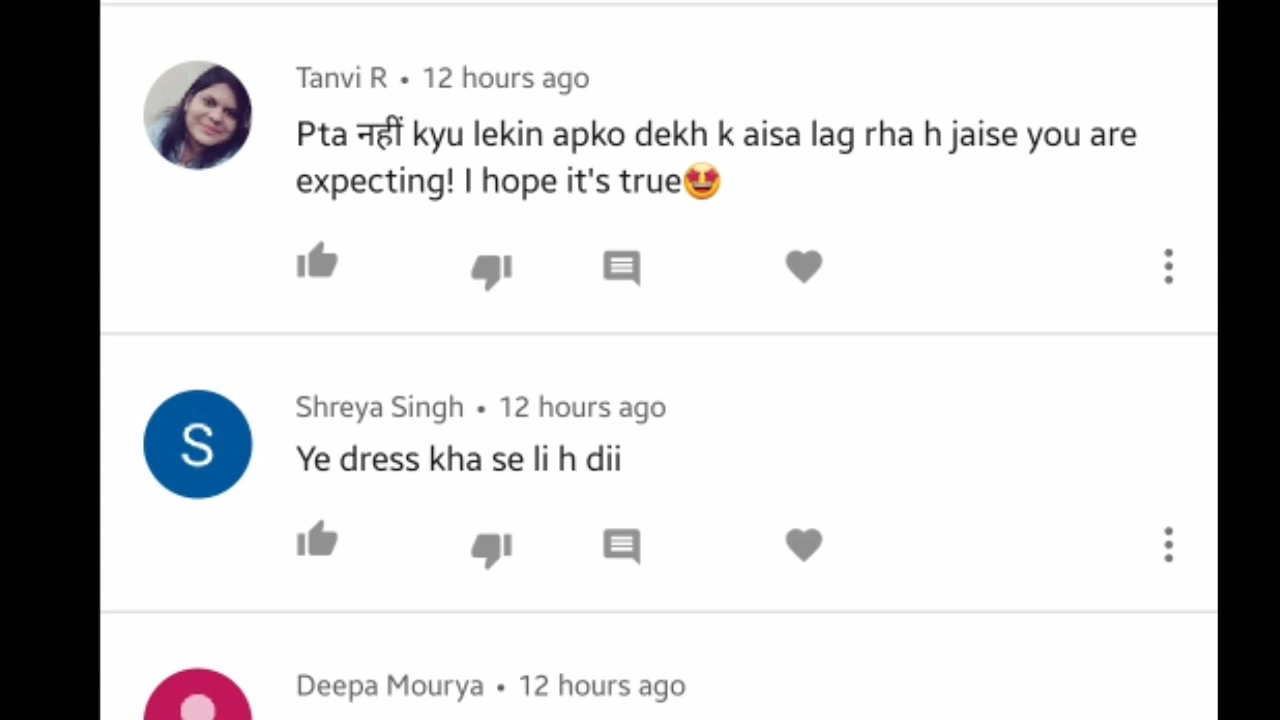 Tanvi R • 12 hours ago
Pta नहीं kyu lekin apko dekh k aisa lag rha h jaise you are
expecting! I hope it's true🤩
S
Shreya Singh • 12 hours ago
Ye dress kha se li h dii
Deepa Mourya • 12 hours ago